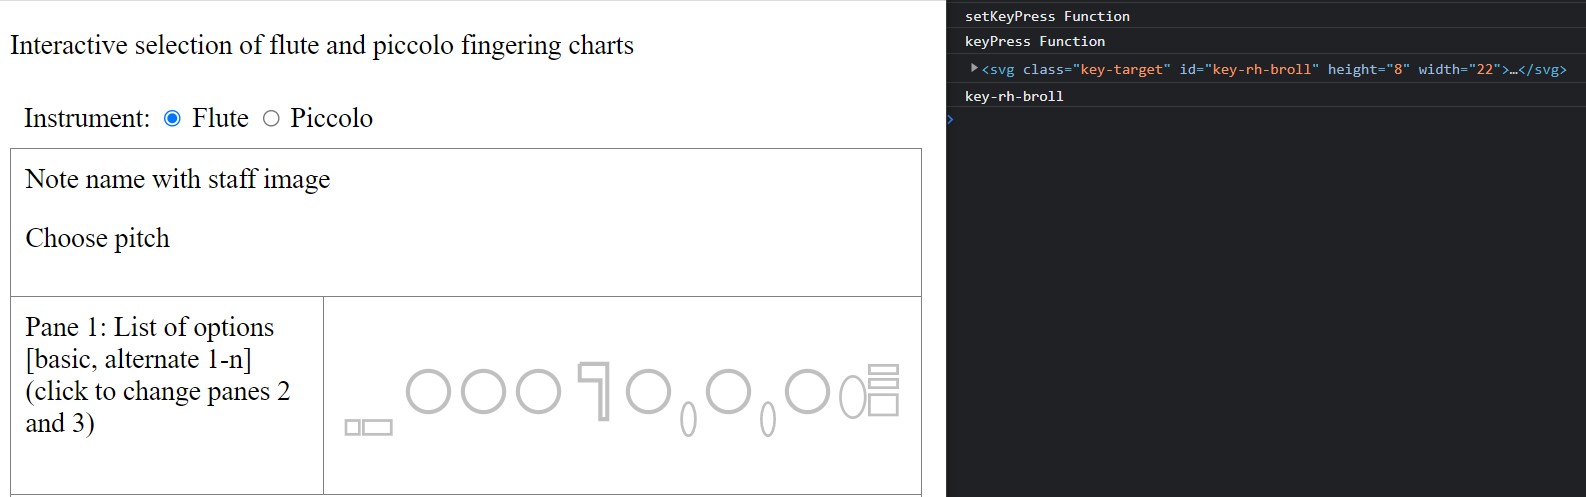 Interactive selection of flute and piccolo fingering charts
Instrument: Flute Piccolo
Note name with staff image
Choose pitch
Pane 1: List of options
[basic, alternate 1-n]
(click to change panes 2
and 3)
setKeyPress Function
keyPress Function
<svg class="key-target" id="key-rh-broll" height="8" width="22">…</svg>
key-rh-broll